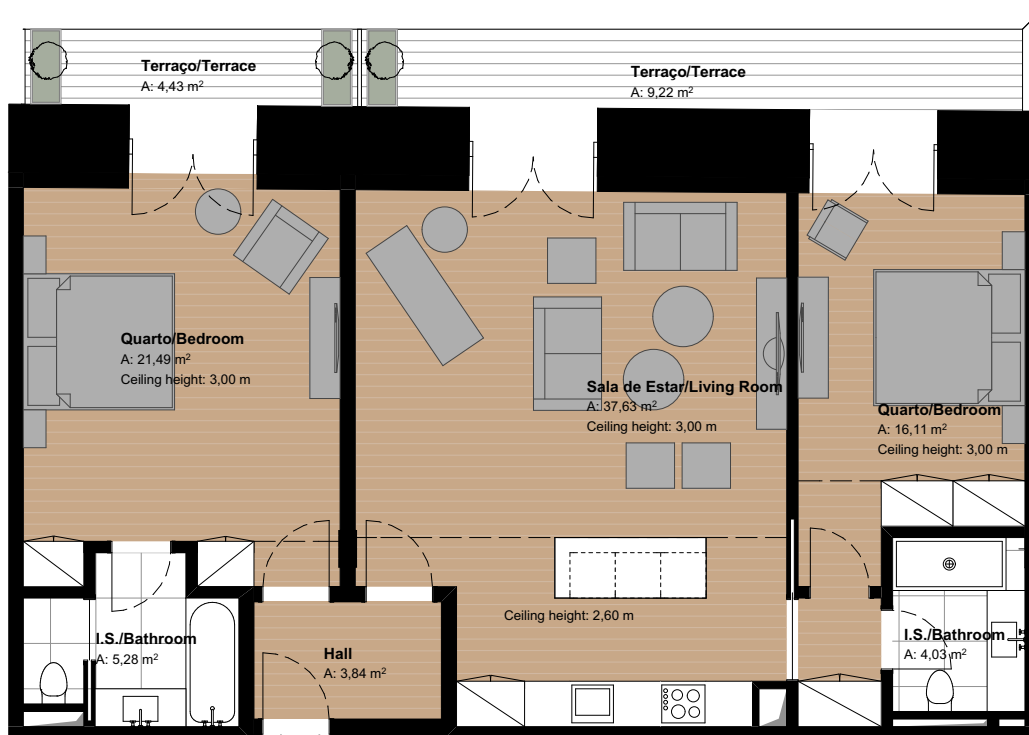 Terraço/Terrace
A: 4,43 m²
Terraço/Terrace
A: 9,22 m²
Quarto/Bedroom
A: 21,49 m²
Ceiling height: 3,00 m
Sala de Estar/Living Room
A: 37,63 m²
Ceiling height: 3,00 m
Quarto/Bedroom
A: 16,11 m²
Ceiling height: 3,00 m
Ceiling height: 2,60 m
I.S./Bathroom
A: 5,28 m²
Hall
A: 3,84 m²
I.S./Bathroom
A: 4,03 m²